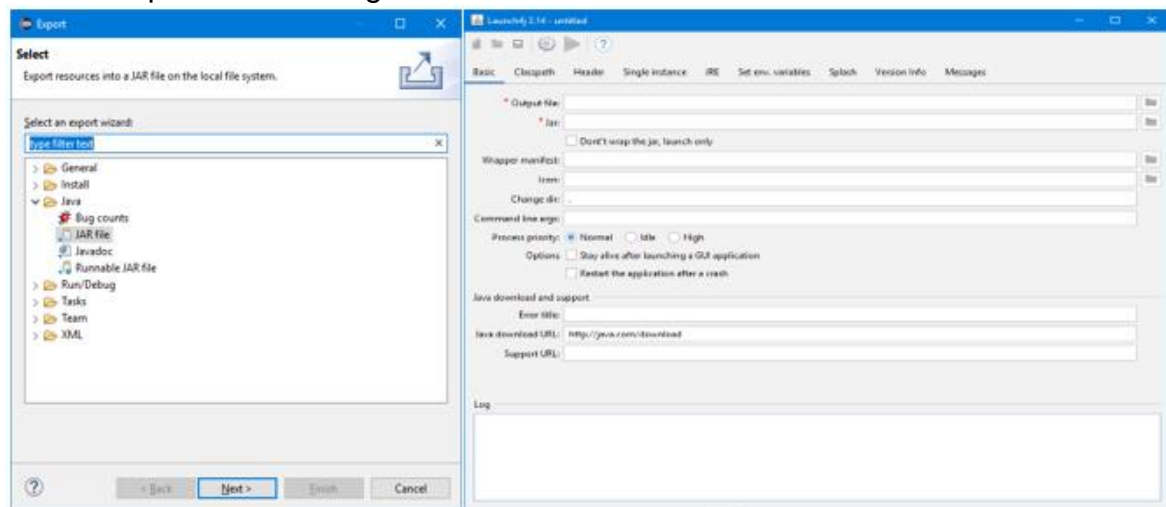 Export
Select
Export resources into a JAR file on the local file system.
Select an export wizard:
type filter text
General
Install
Java
Bug counts
JAR file
Javadoc
Runnable JAR file
Run/Debug
Tasks
Team
XML
< Back Next > Finish Cancel
Launch4j 3.14 - untitled
Basic Classpath Header Single instance JRE Set env. variables Splash Version Info Messages
* Output file:
* Jar:
Don't wrap the jar, launch only
Wrapper manifest:
Icon:
Change dir: .
Command line args:
Process priority: Normal Idle High
Options: Stay alive after launching a GUI application
Restart the application after a crash
Java download and support
Error title:
Java download URL: http://java.com/download
Support URL:
Log